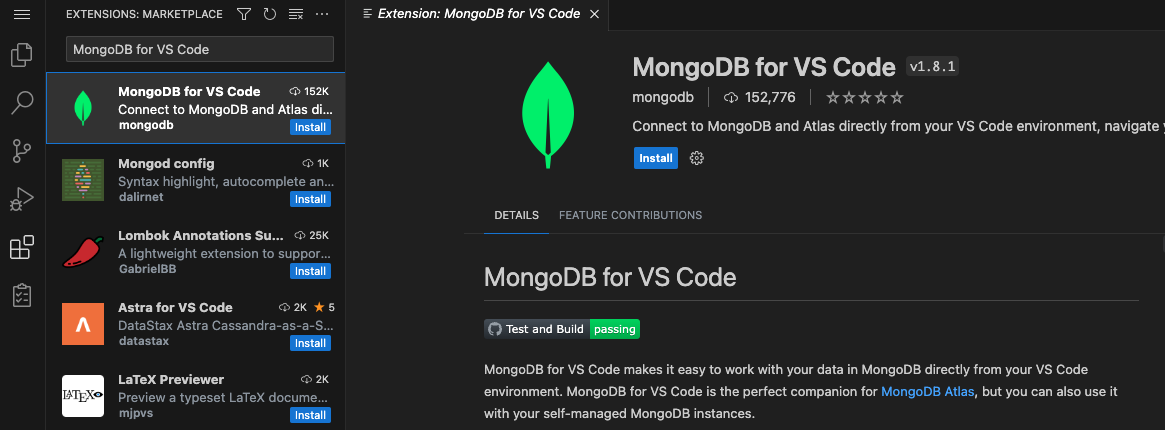 EXTENSIONS: MARKETPLACE
MongoDB for VS Code
MongoDB for VS Code 152K
Connect to MongoDB and Atlas di...
mongodb Install
Mongod config 1K
Syntax highlight, autocomplete an...
dalirnet Install
Lombok Annotations Su... 25K
A lightweight extension to suppor...
GabrielBB Install
Astra for VS Code 2K ★ 5
DataStax Astra Cassandra-as-a-S...
datastax Install
LATEX LaTeX Previewer 2K
Preview a typeset LaTeX docume...
mjpvs Install
Extension: MongoDB for VS Code
MongoDB for VS Code v1.8.1
mongodb 152,776
Connect to MongoDB and Atlas directly from your VS Code environment, navigate
Install
DETAILS FEATURE CONTRIBUTIONS
MongoDB for VS Code
Test and Build passing
MongoDB for VS Code makes it easy to work with your data in MongoDB directly from your VS Code
environment. MongoDB for VS Code is the perfect companion for MongoDB Atlas, but you can also use it
with your self-managed MongoDB instances.